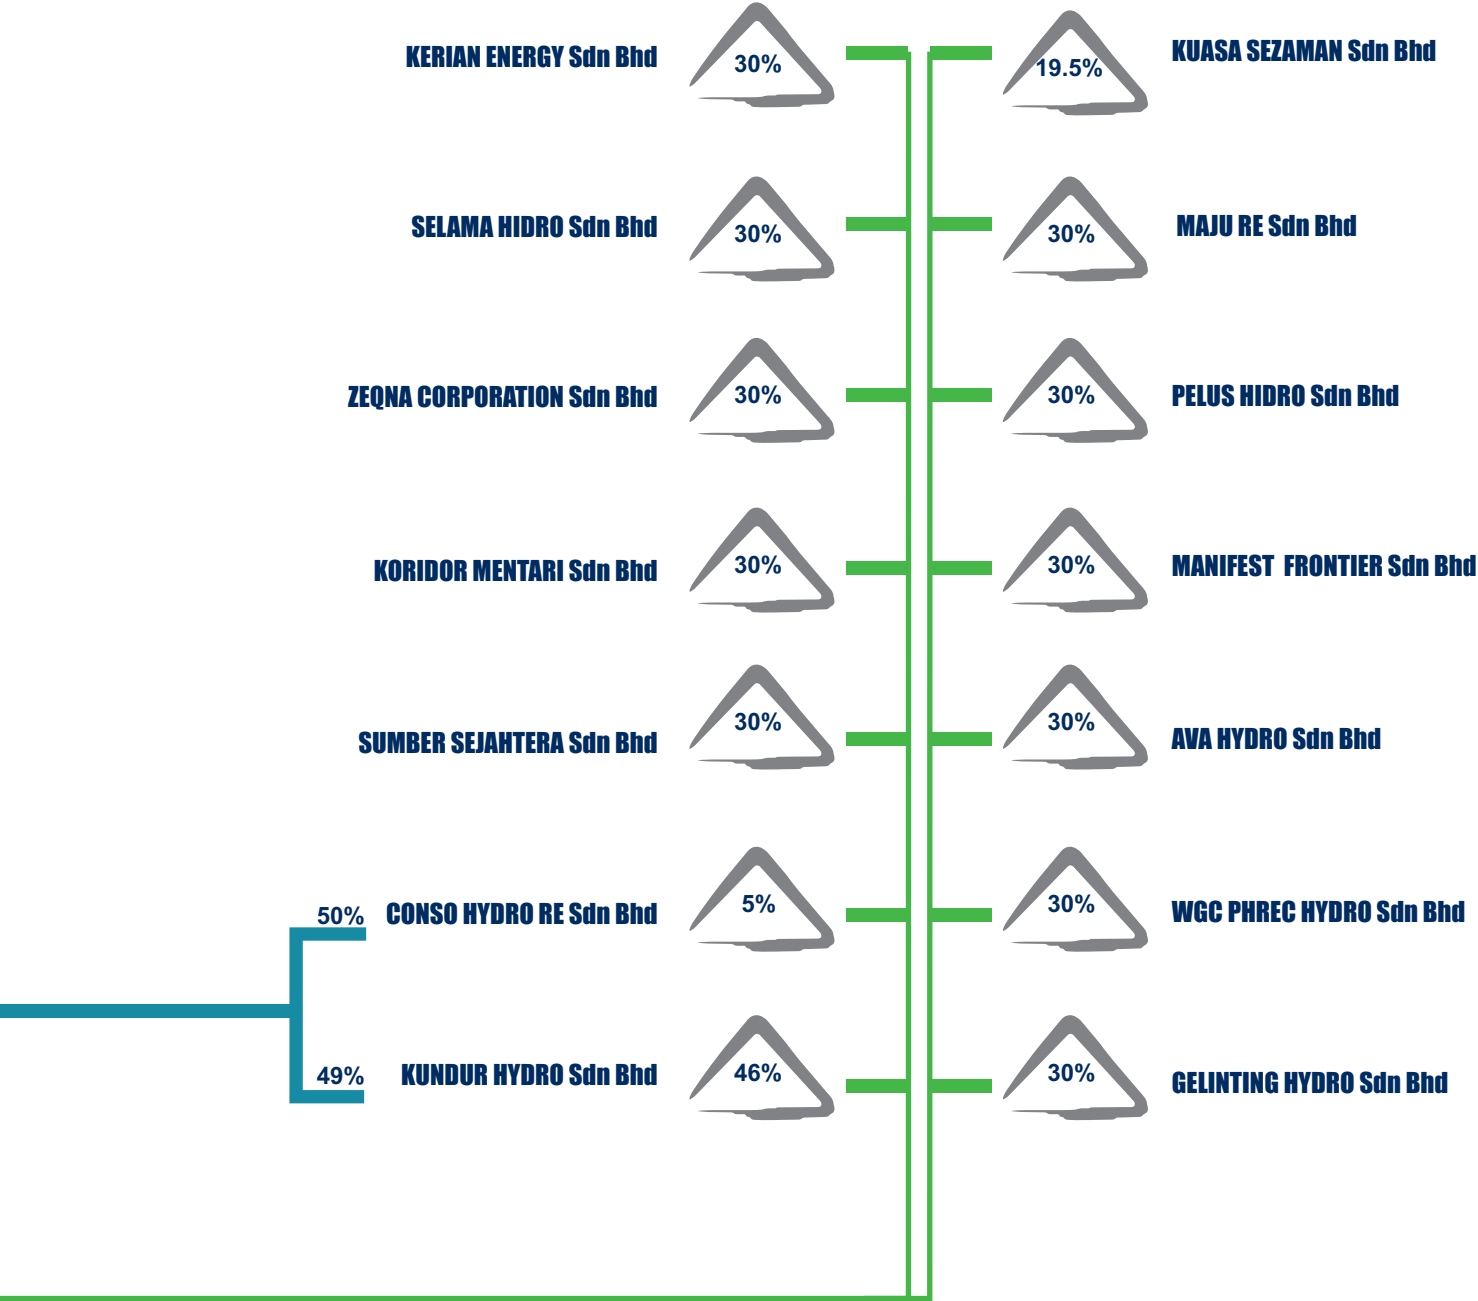 KERIAN ENERGY Sdn Bhd 30% 19.5% KUASA SEZAMAN Sdn Bhd
SELAMA HIDRO Sdn Bhd 30% 30% MAJU RE Sdn Bhd
ZEQNA CORPORATION Sdn Bhd 30% 30% PELUS HIDRO Sdn Bhd
KORIDOR MENTARI Sdn Bhd 30% 30% MANIFEST FRONTIER Sdn Bhd
SUMBER SEJAHTERA Sdn Bhd 30% 30% AVA HYDRO Sdn Bhd
50% CONSO HYDRO RE Sdn Bhd 5% 30% WGC PHREC HYDRO Sdn Bhd
49% KUNDUR HYDRO Sdn Bhd 46% 30% GELINTING HYDRO Sdn Bhd